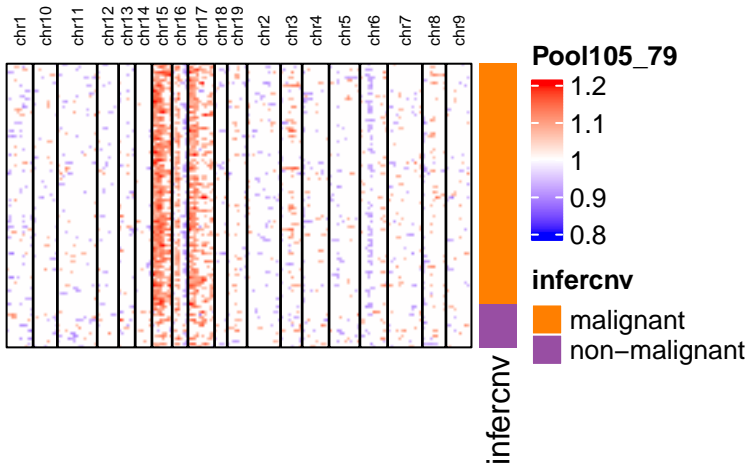 chr1
chr10
chr11
chr12
chr13
chr14
chr15
chr16
chr17
chr18
chr19
chr2
chr3
chr4
chr5
chr6
chr7
chr8
chr9
Pool105_79
1.2
1.1
1
0.9
0.8
infercnv
malignant
non−malignant
infercnv